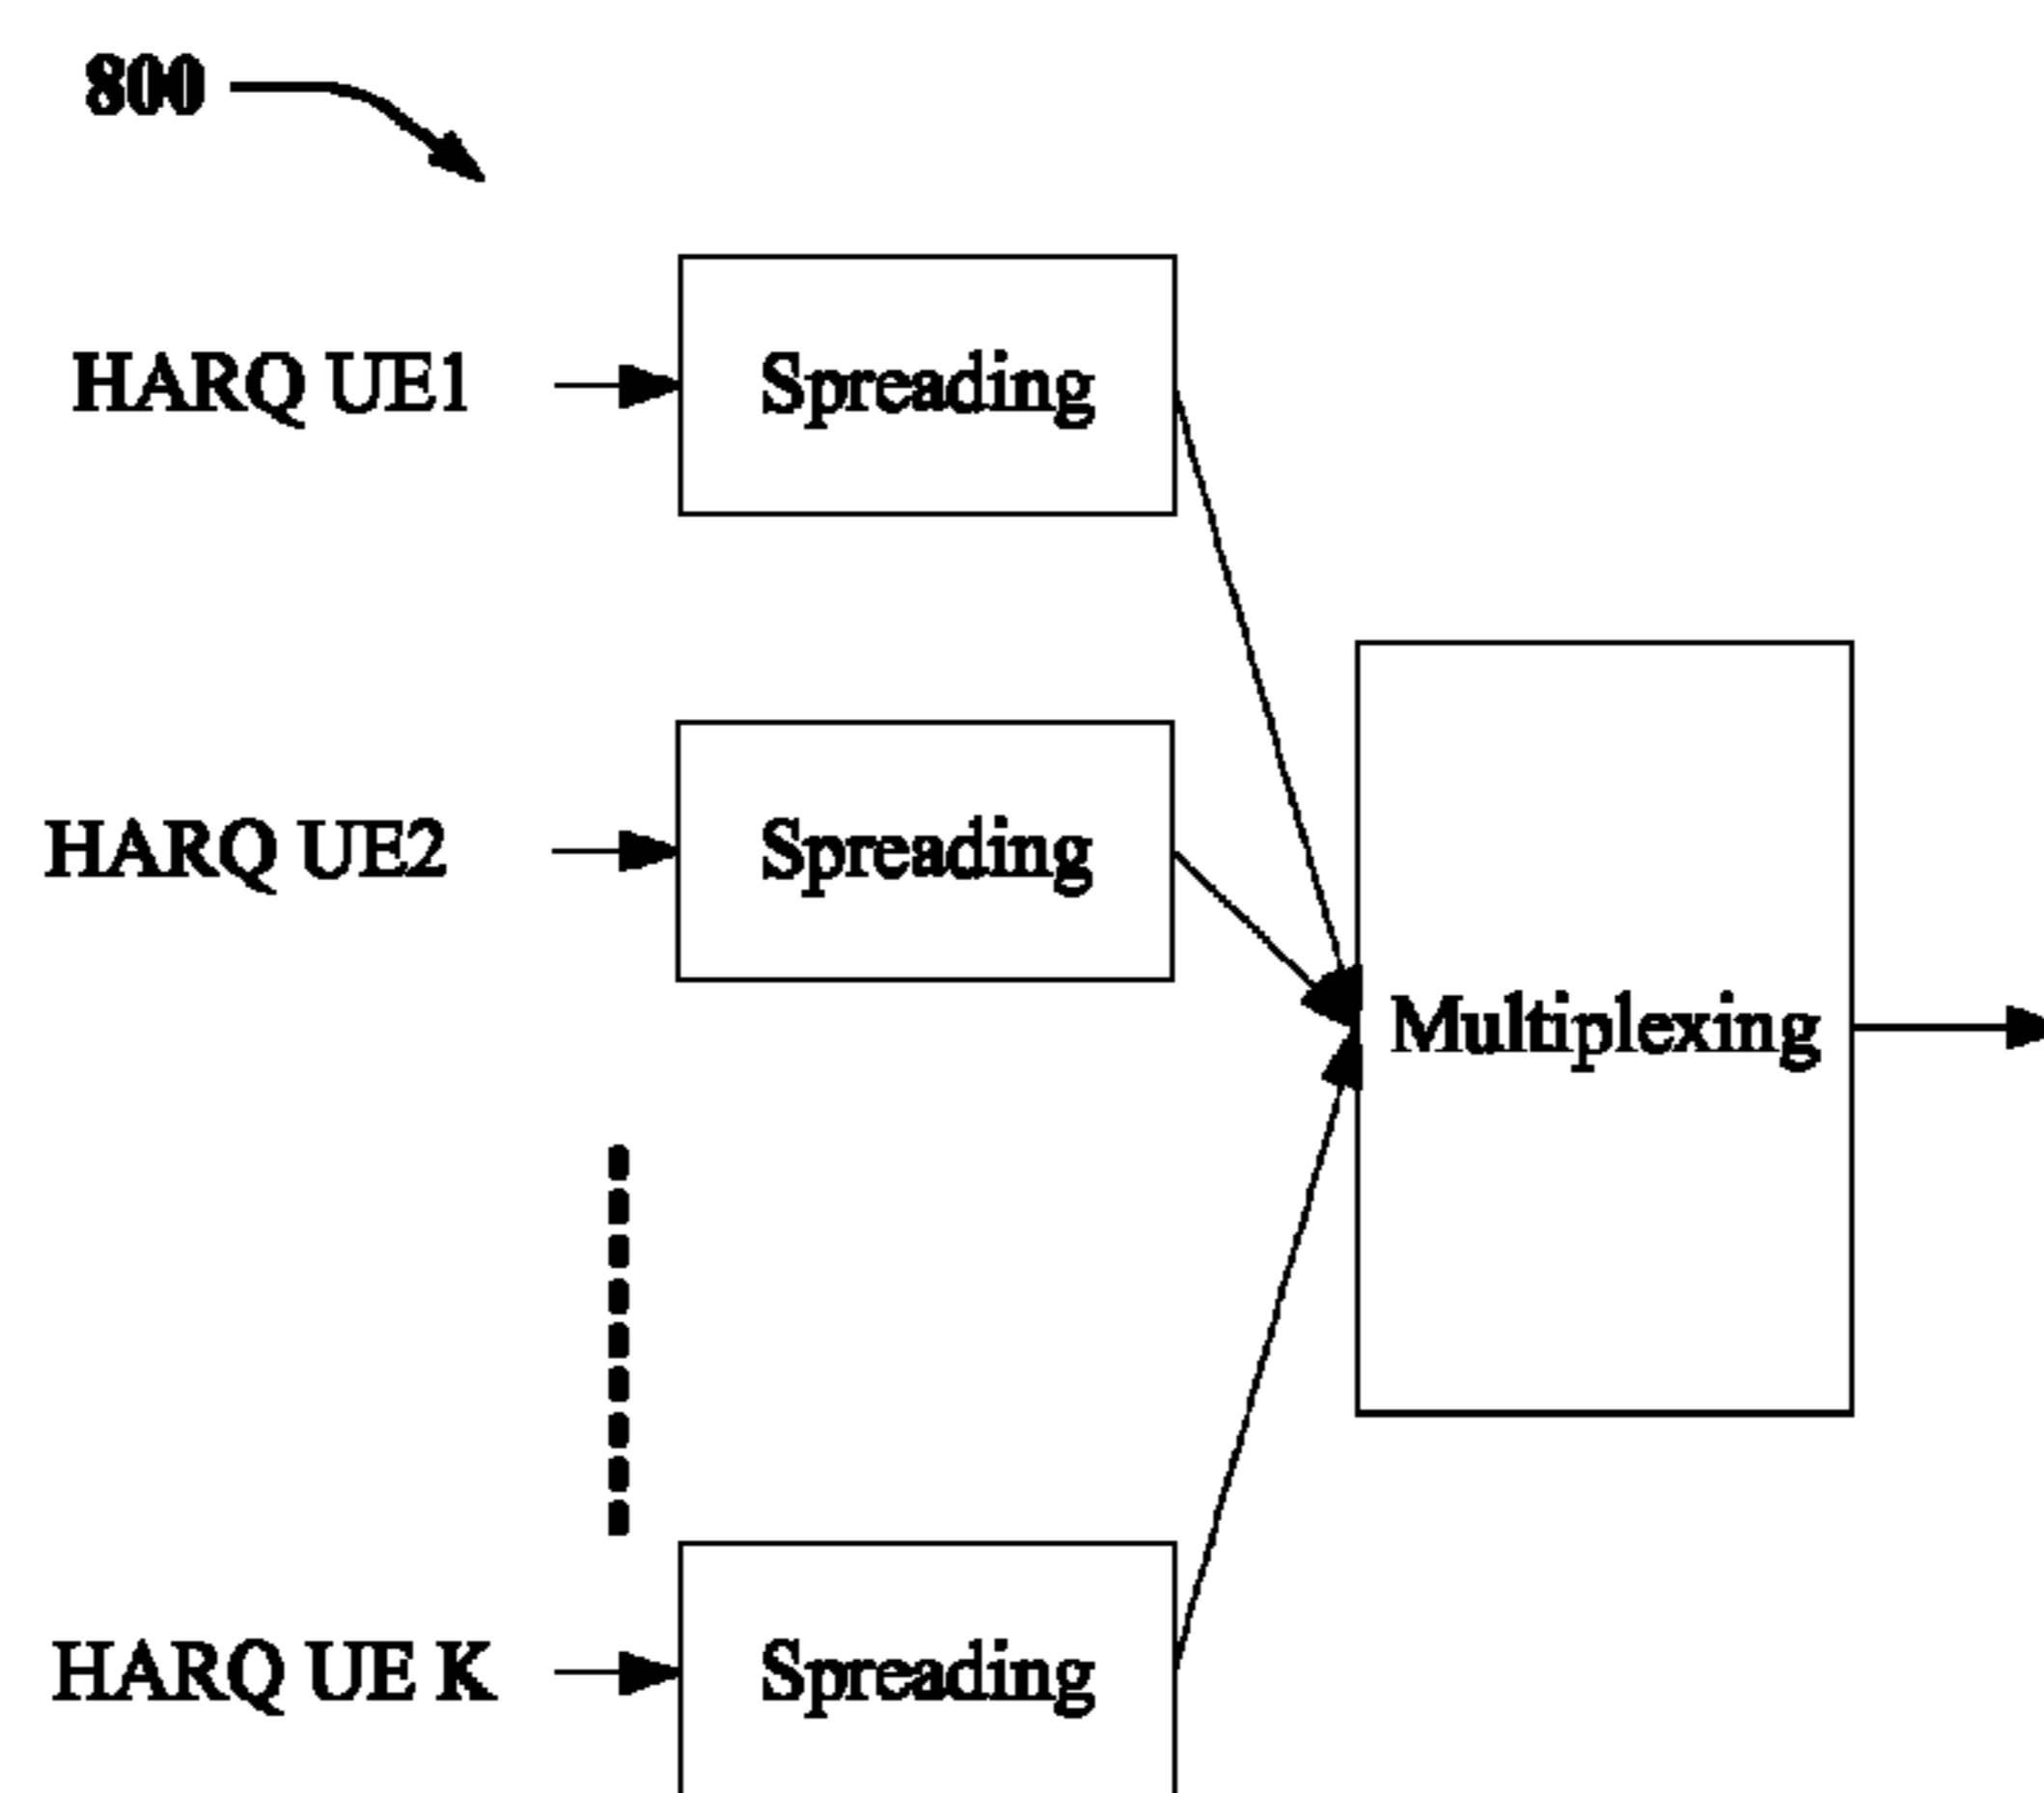 800
HARQ UE1
Spreading
HARQ UE2
Spreading
Multiplexing
HARQ UE K
Spreading